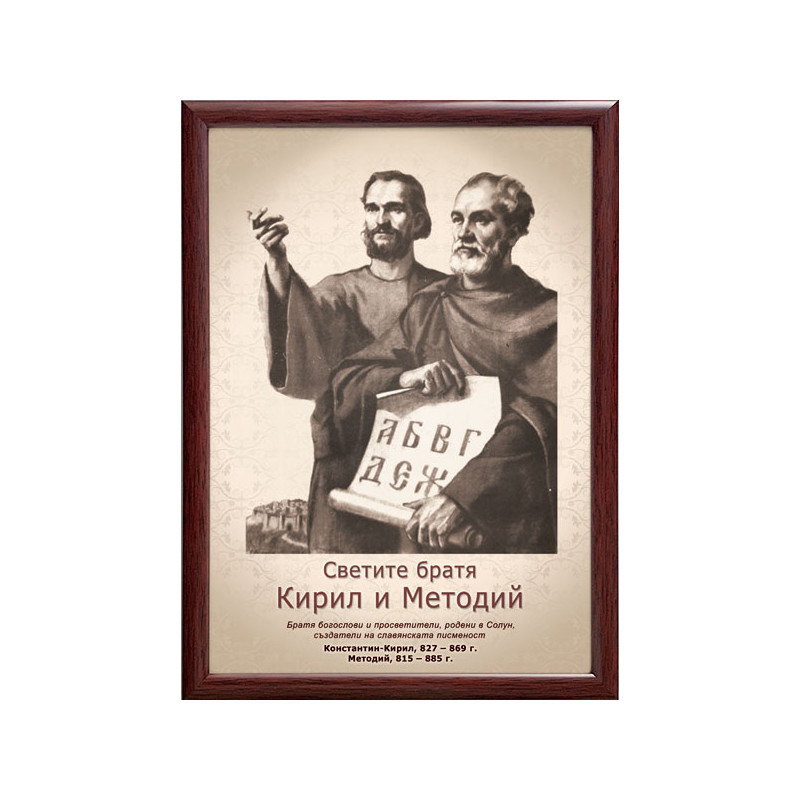 АБВГ
ДЕЖ
Светите братя
Кирил и Методий
Братя богослови и просветители, родени в Солун,
създатели на славянската писменост
Константин-Кирил, 827 – 869 г.
Методий, 815 – 885 г.